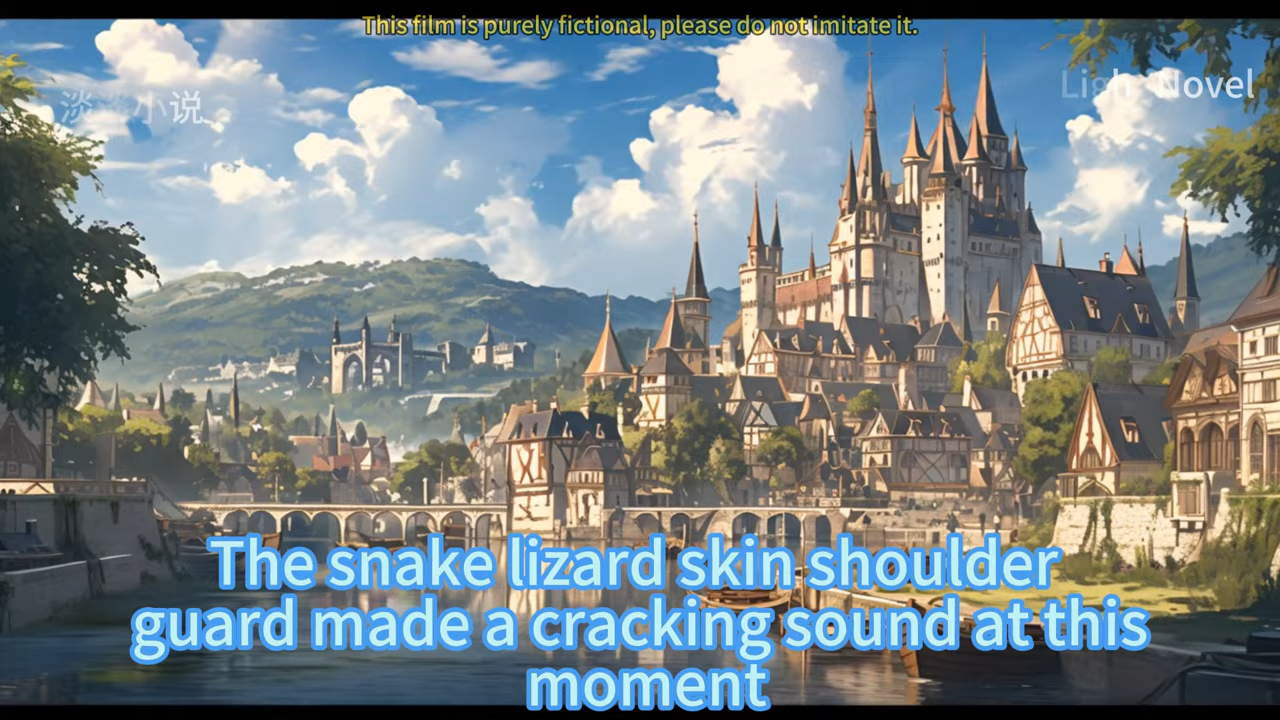 This film is purely fictional, please do not imitate it.
Light Novel
小说
The snake lizard skin shoulder
guard made a cracking sound at this
moment